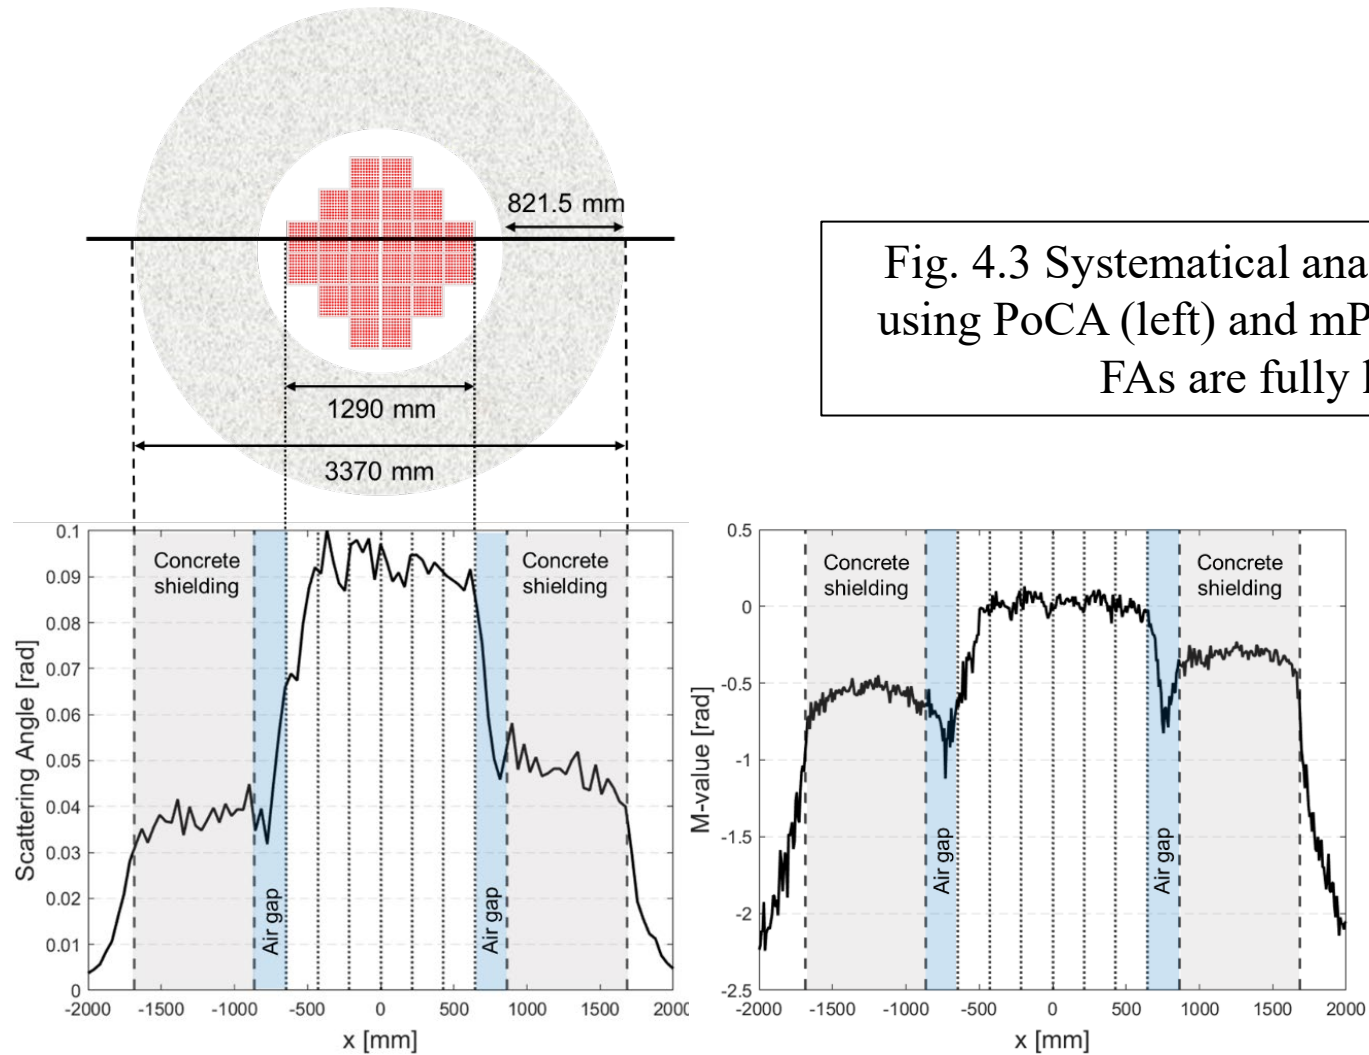 821.5 mm
1290 mm
3370 mm
Fig. 4.3 Systematical ana
using PoCA (left) and mP
FAs are fully
Scattering Angle [rad]
0.1
0.09
0.08
0.07
0.06
0.05
0.04
0.03
0.02
0.01
0
Concrete
shielding
Air gap
Air gap
Concrete
shielding
-2000 -1500 -1000 -500 0 500 1000 1500 2000
x [mm]
M-value [rad]
0.5
0
-0.5
-1
-1.5
-2
-2.5
Concrete
shielding
Air gap
Air gap
Concrete
shielding
-2000 -1500 -1000 -500 0 500 1000 1500 2000
x [mm]